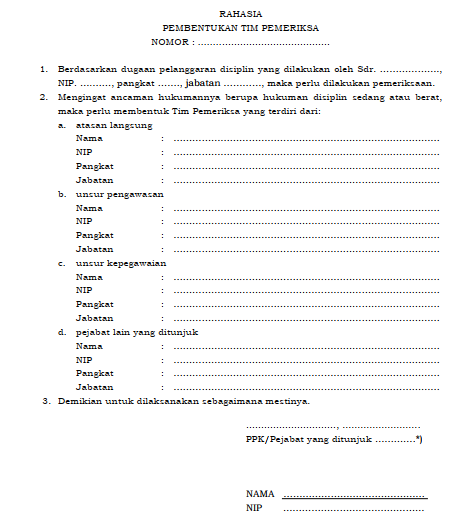 RAHASIA
PEMBENTUKAN TIM PEMERIKSA
NOMOR : ...............................................
1. Berdasarkan dugaan pelanggaran disiplin yang dilakukan oleh Sdr. ....................,
NIP. .........., pangkat ......., jabatan ............, maka perlu dilakukan pemeriksaan.
2. Mengingat ancaman hukumannya berupa hukuman disiplin sedang atau berat,
maka perlu membentuk Tim Pemeriksa yang terdiri dari:
a. atasan langsung
Nama : ........................................................................................
NIP : ........................................................................................
Pangkat : ........................................................................................
Jabatan : ........................................................................................
b. unsur pengawasan
Nama : ........................................................................................
NIP : ........................................................................................
Pangkat : ........................................................................................
Jabatan : ........................................................................................
c. unsur kepegawaian
Nama : ........................................................................................
NIP : ........................................................................................
Pangkat : ........................................................................................
Jabatan : ........................................................................................
d. pejabat lain yang ditunjuk
Nama : ........................................................................................
NIP : ........................................................................................
Pangkat : ........................................................................................
Jabatan : ........................................................................................
3. Demikian untuk dilaksanakan sebagaimana mestinya.
..............................., ..........................
PPK/Pejabat yang ditunjuk .............*)
NAMA ...............................................
NIP ...............................................